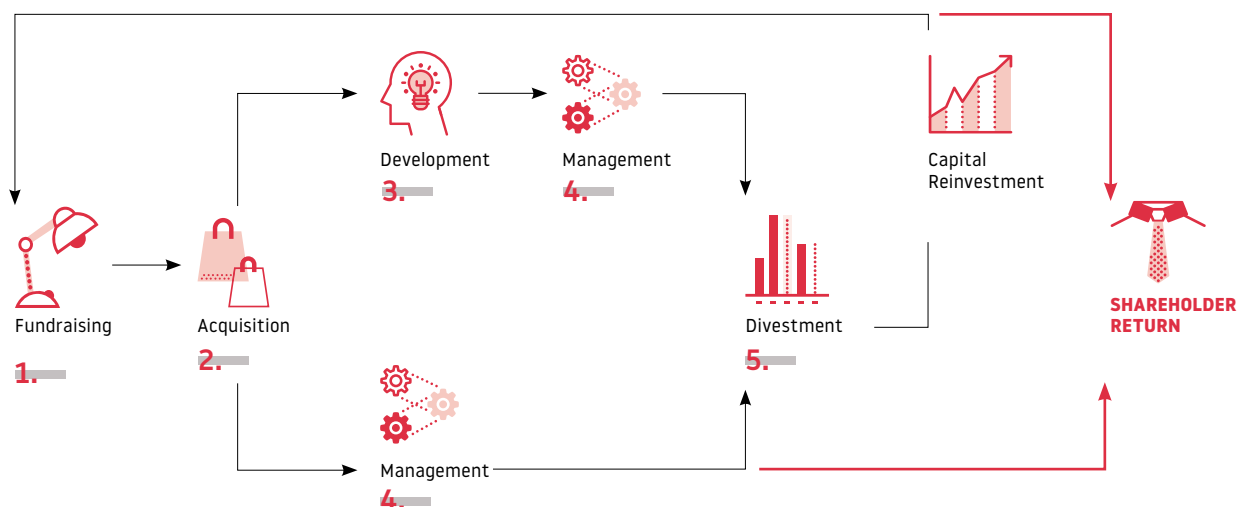 Development
3.
Management
4.
Capital
Reinvestment
Fundraising
1.
Acquisition
2.
Divestment
5.
SHAREHOLDER
RETURN
Management
4.